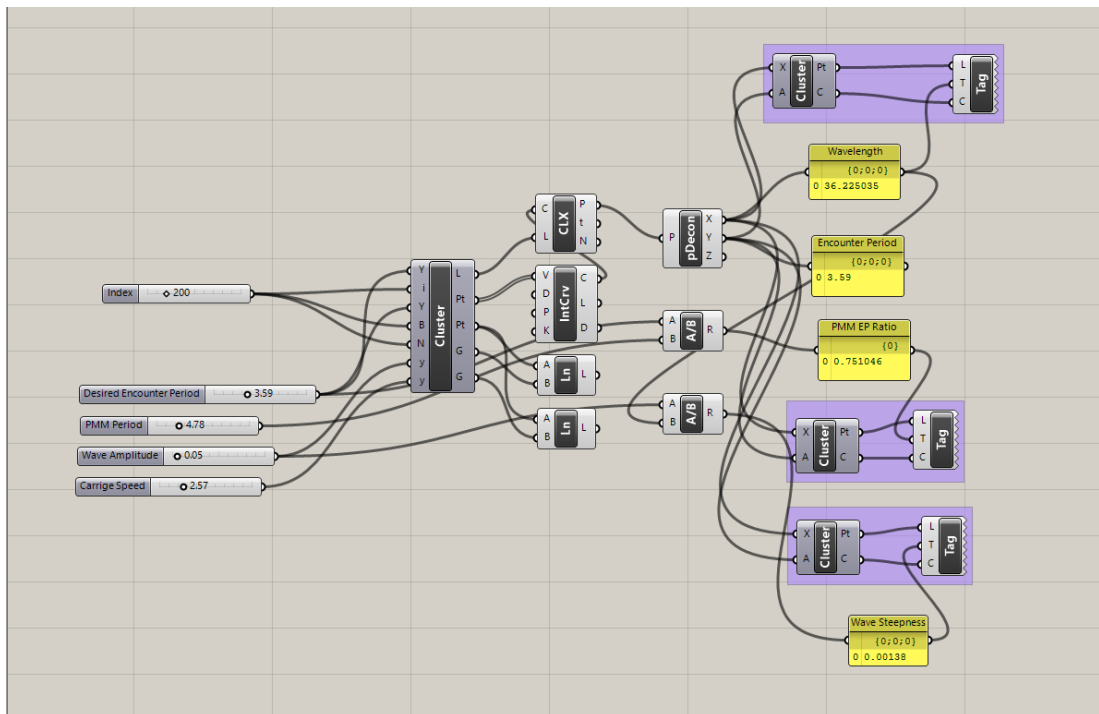 Index 200
Desired Encounter Period 3.59
PMM Period 4.78
Wave Amplitude 0.05
Carrige Speed 2.57
Y L
i
Y Pt
B Pt
N
y G
y G
Cluster
C P
L t
N
CLX
V C
D L
P
K D
IntCrv
A L
B
Ln
A L
B
Ln
P X
Y
Z
pDecon
A R
B
A/B
A R
B
A/B
X Pt
A C
Cluster
L
T
C
Tag
Wavelength
{0;0;0}
0 36.225035
Encounter Period
{0;0;0}
0 3.59
PMM EP Ratio
{0}
0 0.751046
X Pt
A C
Cluster
L
T
C
Tag
X Pt
A C
Cluster
L
T
C
Tag
Wave Steepness
{0;0;0}
0 0.00138